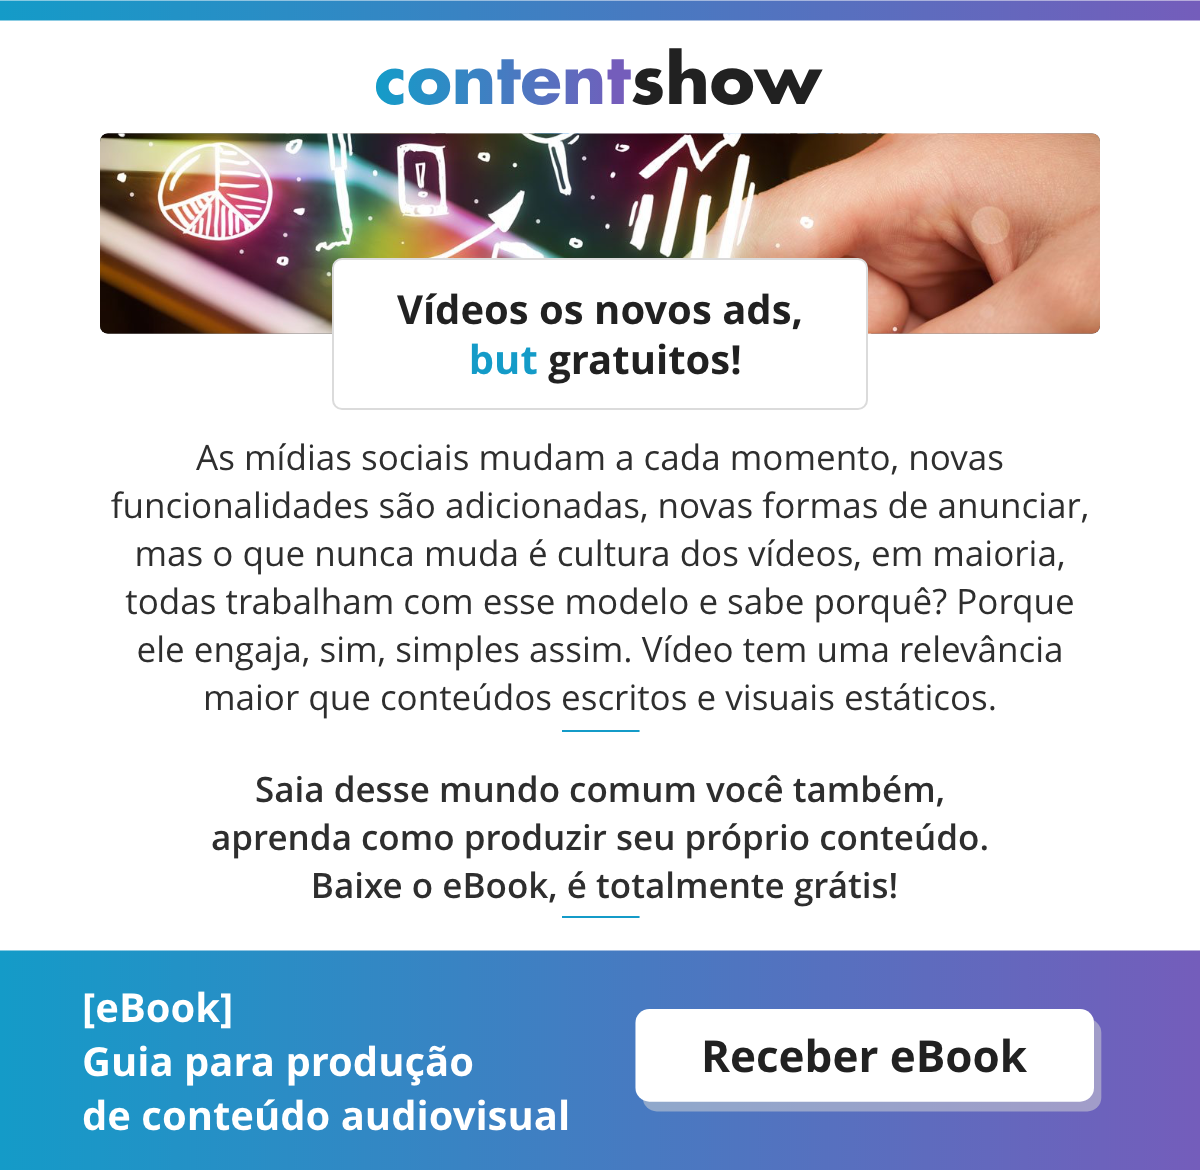 contentshow
Vídeos os novos ads,
but gratuitos!
As mídias sociais mudam a cada momento, novas
funcionalidades são adicionadas, novas formas de anunciar,
mas o que nunca muda é cultura dos vídeos, em maioria,
todas trabalham com esse modelo e sabe porquê? Porque
ele engaja, sim, simples assim. Vídeo tem uma relevância
maior que conteúdos escritos e visuais estáticos.
Saia desse mundo comum você também,
aprenda como produzir seu próprio conteúdo.
Baixe o eBook, é totalmente grátis!
[eBook]
Guia para produção
de conteúdo audiovisual
Receber eBook